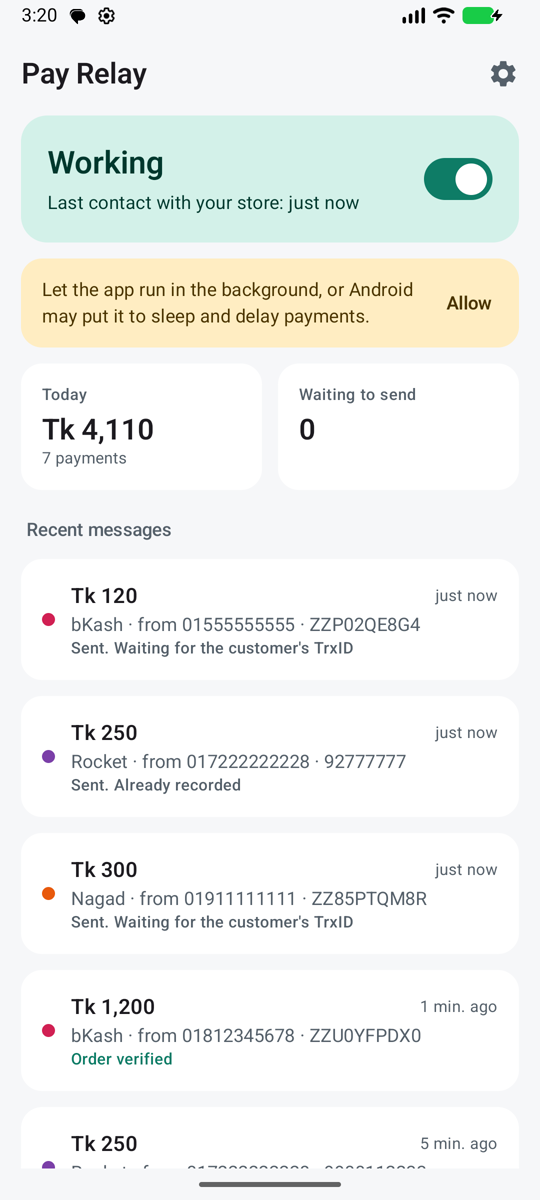 3:20
Pay Relay
Working
Last contact with your store: just now
Let the app run in the background, or Android
may put it to sleep and delay payments.
Allow
Today
Tk 4,110
7 payments
Waiting to send
0
Recent messages
Tk 120
just now
bKash · from 01555555555 · ZZP02QE8G4
Sent. Waiting for the customer's TrxID
Tk 250
just now
Rocket · from 017222222228 · 92777777
Sent. Already recorded
Tk 300
just now
Nagad · from 01911111111 · ZZ85PTQM8R
Sent. Waiting for the customer's TrxID
Tk 1,200
1 min. ago
bKash · from 01812345678 · ZZU0YFPDX0
Order verified
Tk 250
5 min. ago